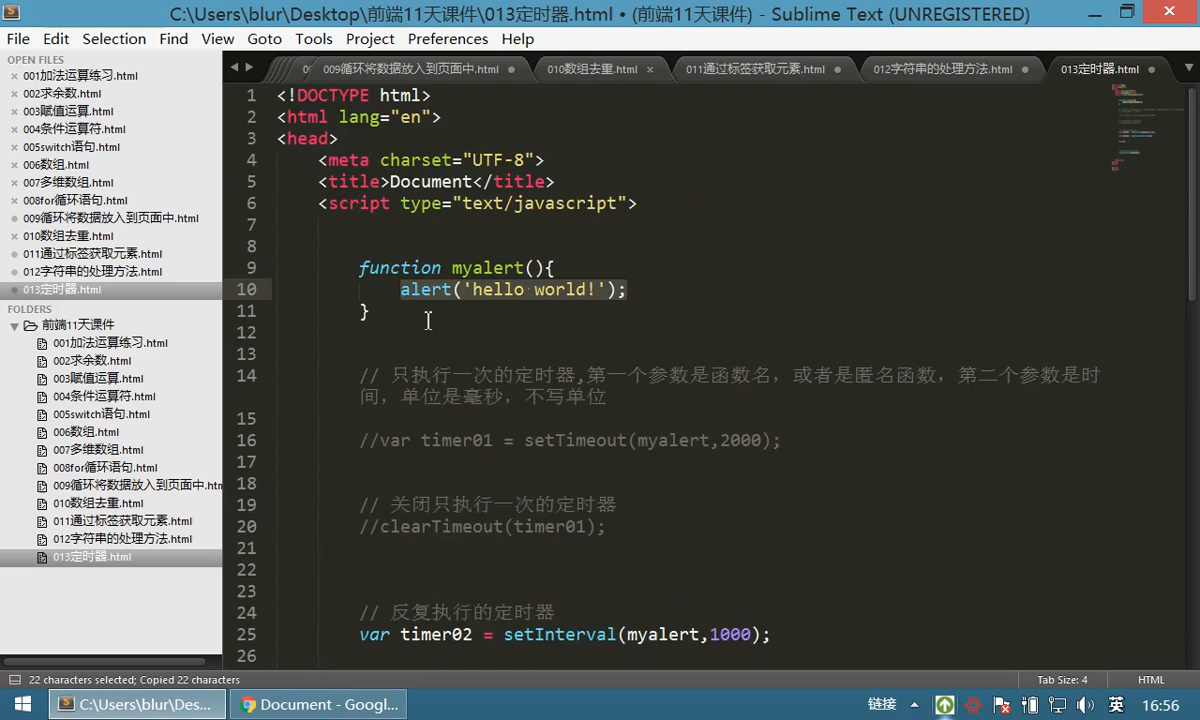 C:\Users\blur\Desktop\前端11天课件\013定时器.html • (前端11天课件) - Sublime Text (UNREGISTERED)
File Edit Selection Find View Goto Tools Project Preferences Help
OPEN FILES
001加法运算练习.html
002求余数.html
003赋值运算.html
004条件运算符.html
005switch语句.html
006数组.html
007多维数组.html
008for循环语句.html
009循环将数据放入到页面中.html
010数组去重.html
011通过标签获取元素.html
012字符串的处理方法.html
013定时器.html
FOLDERS
前端11天课件
001加法运算练习.html
002求余数.html
003赋值运算.html
004条件运算符.html
005switch语句.html
006数组.html
007多维数组.html
008for循环语句.html
009循环将数据放入到页面中.htm
010数组去重.html
011通过标签获取元素.html
012字符串的处理方法.html
013定时器.html
009循环将数据放入到页面中.html 010数组去重.html 011通过标签获取元素.html 012字符串的处理方法.html 013定时器.html
1 <!DOCTYPE html>
2 <html lang="en">
3 <head>
4 <meta charset="UTF-8">
5 <title>Document</title>
6 <script type="text/javascript">
7
8
9 function myalert(){
10 alert('hello world!');
11 }
12
13
14 // 只执行一次的定时器,第一个参数是函数名，或者是匿名函数，第二个参数是时
间，单位是毫秒，不写单位
15
16 //var timer01 = setTimeout(myalert,2000);
17
18
19 // 关闭只执行一次的定时器
20 //clearTimeout(timer01);
21
22
23
24 // 反复执行的定时器
25 var timer02 = setInterval(myalert,1000);
26
22 characters selected; Copied 22 characters Tab Size: 4 HTML
C:\Users\blur\Des... Document - Googl... 链接 英 16:56